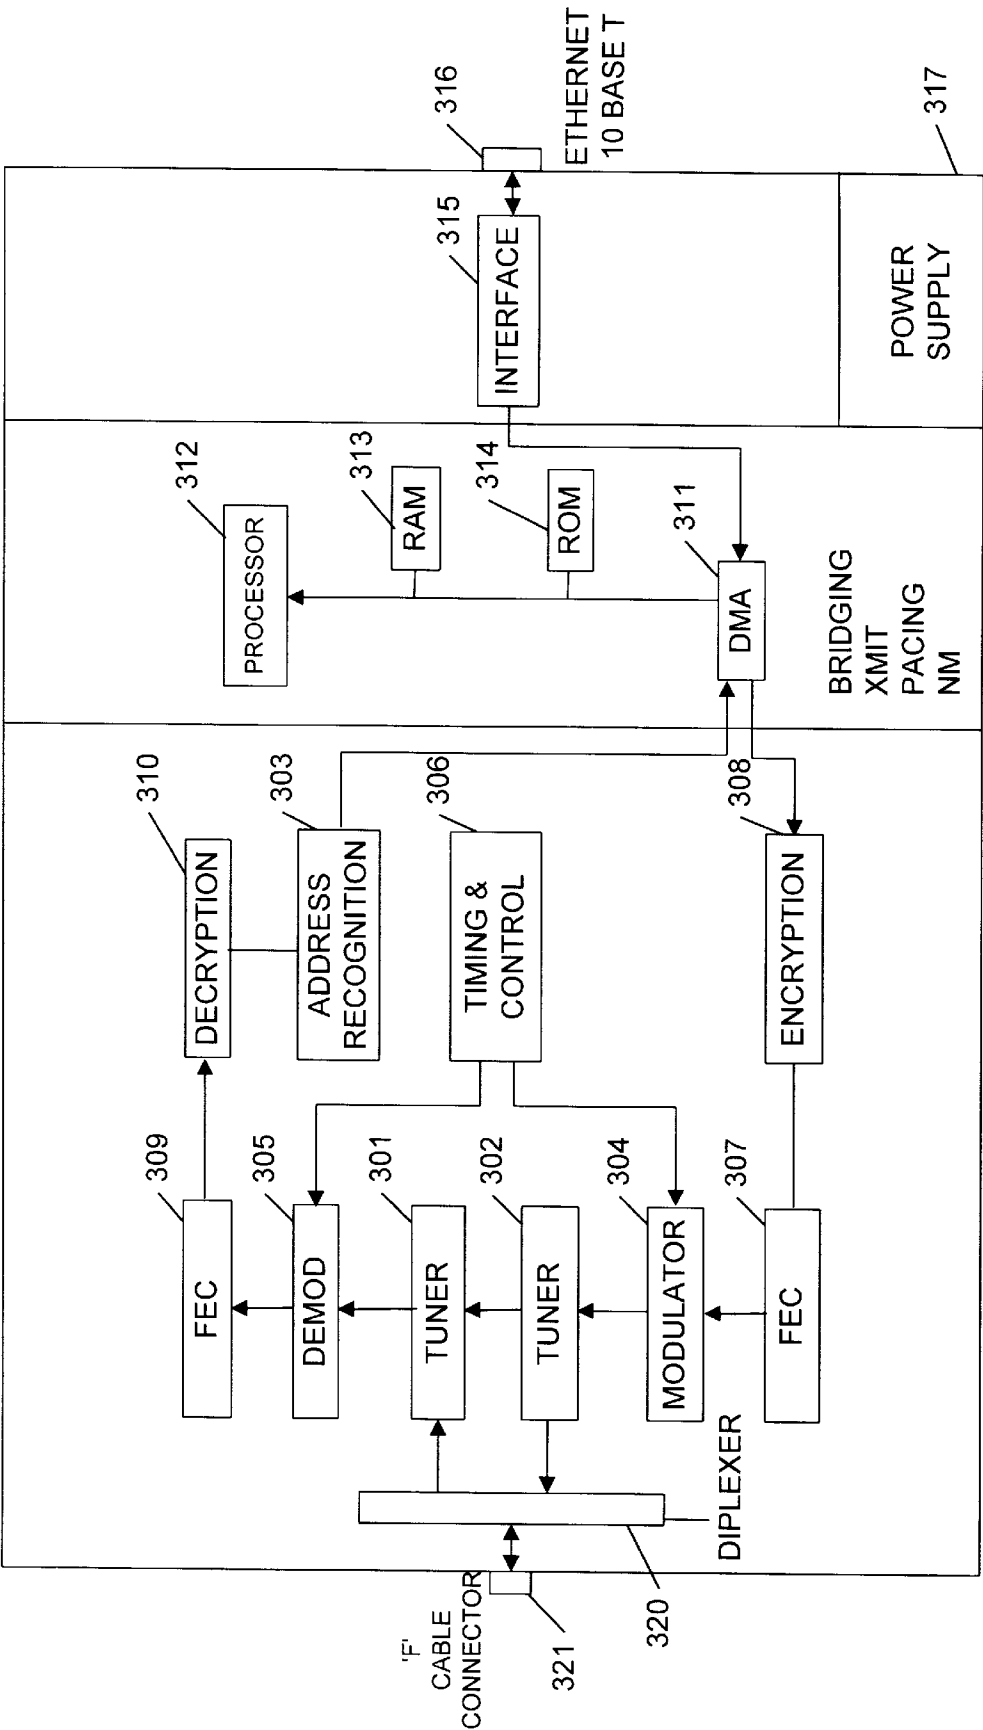 'F'
CABLE
CONNECTOR
321
320
DIPLEXER
309
FEC
305
DEMOD
301
TUNER
302
TUNER
304
MODULATOR
307
FEC
310
DECRYPTION
303
ADDRESS
RECOGNITION
306
TIMING &
CONTROL
308
ENCRYPTION
312
PROCESSOR
313
RAM
314
ROM
311
DMA
BRIDGING
XMIT
PACING
NM
315
INTERFACE
316
ETHERNET
10 BASE T
317
POWER
SUPPLY